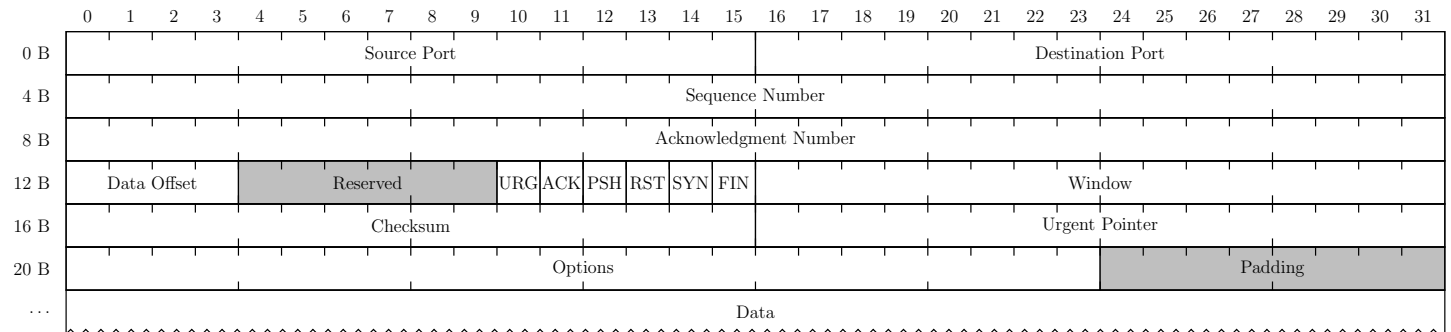 0 1 2 3 4 5 6 7 8 9 10 11 12 13 14 15 16 17 18 19 20 21 22 23 24 25 26 27 28 29 30 31
0 B Source Port Destination Port
4 B Sequence Number
8 B Acknowledgment Number
12 B Data Offset Reserved URG ACK PSH RST SYN FIN Window
16 B Checksum Urgent Pointer
20 B Options Padding
... Data